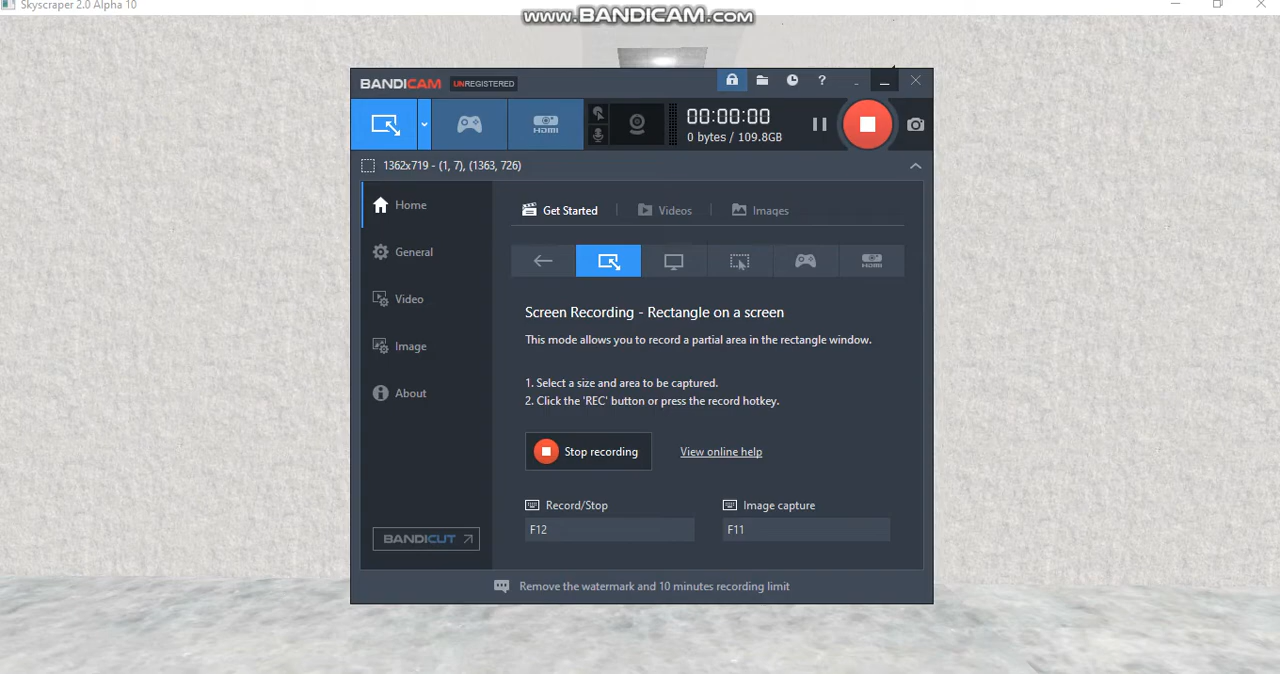 Skyscraper 2.0 Alpha 10
www.BANDICAM.com
BANDICAM UNREGISTERED
?
HDMI
00:00:00
0 bytes / 109.8GB
1362x719 - (1, 7), (1363, 726)
Home
General
Video
Image
About
BANDICUT
Get Started
Videos
Images
HDMI
Screen Recording - Rectangle on a screen
This mode allows you to record a partial area in the rectangle window.
1. Select a size and area to be captured.
2. Click the 'REC' button or press the record hotkey.
Stop recording
View online help
Record/Stop
Image capture
F12
F11
Remove the watermark and 10 minutes recording limit